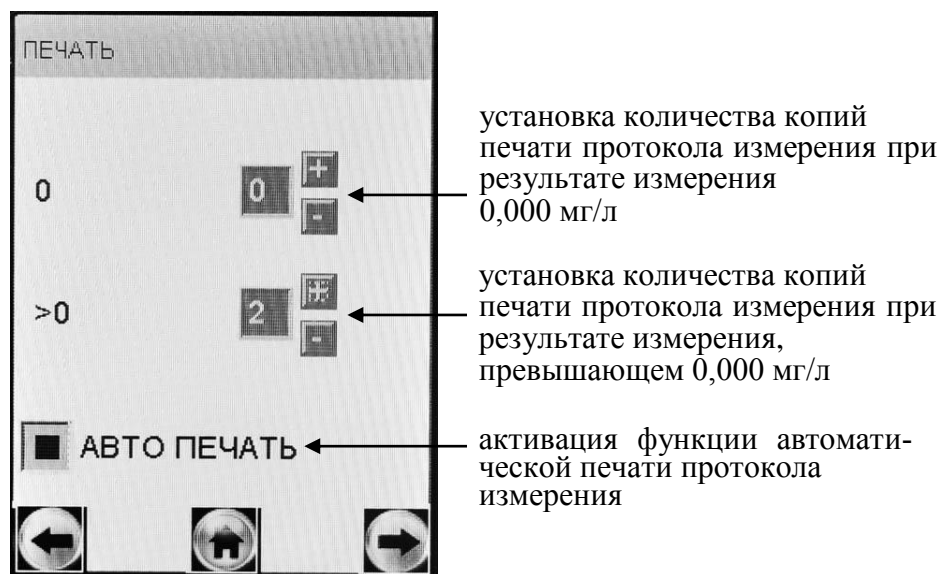 ПЕЧАТЬ
установка количества копий
печати протокола измерения при
результате измерения
0,000 мг/л
0 0 + -
установка количества копий
печати протокола измерения при
результате измерения,
превышающем 0,000 мг/л
>0 2 + -
АВТО ПЕЧАТЬ
активация функции автомати-
ческой печати протокола
измерения